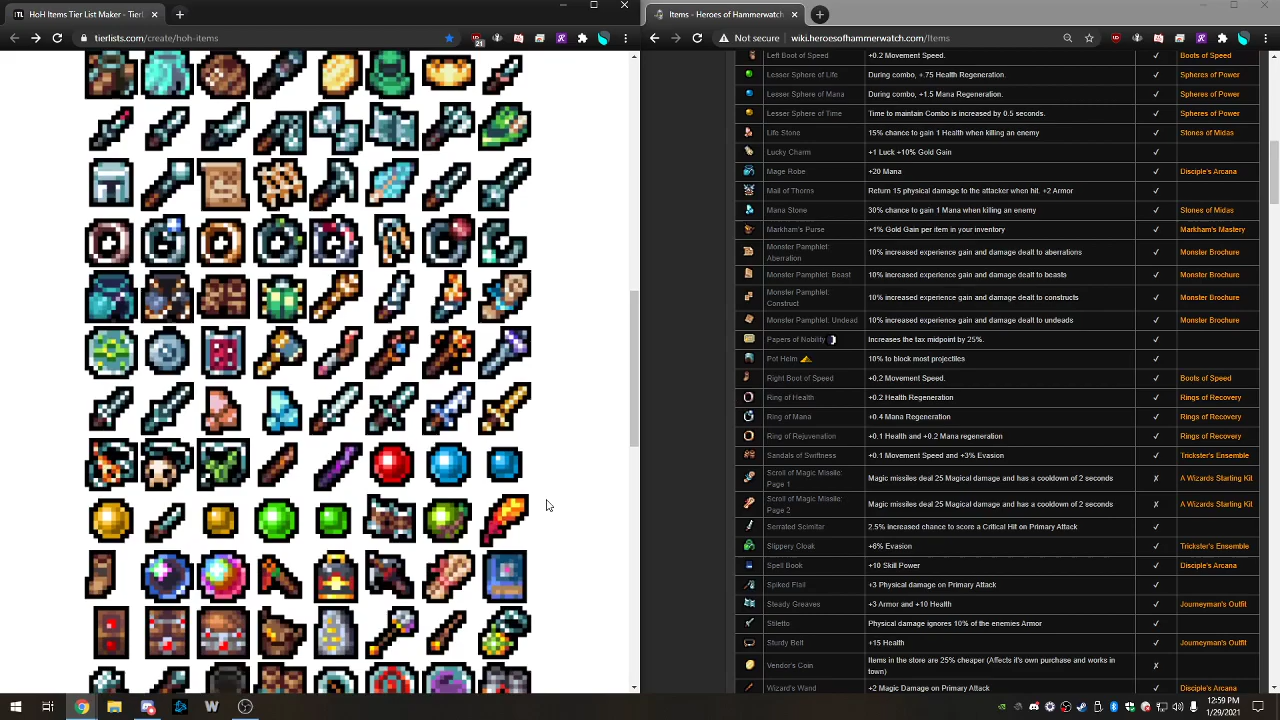 HoH Items Tier List Maker - TierL
Items - Heroes of Hammerwatch
tierlists.com/create/hoh-items
21
Not secure | wiki.heroesofhammerwatch.com/Items
Left Boot of Speed +0.2 Movement Speed. ✓ Boots of Speed
Lesser Sphere of Life During combo, +.75 Health Regeneration. ✓ Spheres of Power
Lesser Sphere of Mana During combo, +1.5 Mana Regeneration. ✓ Spheres of Power
Lesser Sphere of Time Time to maintain Combo is increased by 0.5 seconds. ✓ Spheres of Power
Life Stone 15% chance to gain 1 Health when killing an enemy ✓ Stones of Midas
Lucky Charm +1 Luck +10% Gold Gain ✓
Mage Robe +20 Mana ✓ Disciple's Arcana
Mail of Thorns Return 15 physical damage to the attacker when hit. +2 Armor ✓
Mana Stone 30% chance to gain 1 Mana when killing an enemy ✓ Stones of Midas
Markham's Purse +1% Gold Gain per item in your inventory ✓ Markham's Mastery
Monster Pamphlet: Aberration 10% increased experience gain and damage dealt to aberrations ✓ Monster Brochure
Monster Pamphlet: Beast 10% increased experience gain and damage dealt to beasts ✓ Monster Brochure
Monster Pamphlet: Construct 10% increased experience gain and damage dealt to constructs ✓ Monster Brochure
Monster Pamphlet: Undead 10% increased experience gain and damage dealt to undeads ✓ Monster Brochure
Papers of Nobility Increases the tax midpoint by 25%. ✓
Pot Helm 10% to block most projectiles ✓
Right Boot of Speed +0.2 Movement Speed. ✓ Boots of Speed
Ring of Health +0.2 Health Regeneration ✓ Rings of Recovery
Ring of Mana +0.4 Mana Regeneration ✓ Rings of Recovery
Ring of Rejuvenation +0.1 Health and +0.2 Mana regeneration ✓ Rings of Recovery
Sandals of Swiftness +0.1 Movement Speed and +3% Evasion ✓ Trickster's Ensemble
Scroll of Magic Missile: Page 1 Magic missiles deal 25 Magical damage and has a cooldown of 2 seconds ✗ A Wizards Starting Kit
Scroll of Magic Missile: Page 2 Magic missiles deal 25 Magical damage and has a cooldown of 2 seconds ✗ A Wizards Starting Kit
Serrated Scimitar 2.5% increased chance to score a Critical Hit on Primary Attack ✓
Slippery Cloak +6% Evasion ✓ Trickster's Ensemble
Spell Book +10 Skill Power ✓ Disciple's Arcana
Spiked Flail +3 Physical damage on Primary Attack ✓
Steady Greaves +3 Armor and +10 Health ✓ Journeyman's Outfit
Stiletto Physical damage ignores 10% of the enemies Armor ✓
Sturdy Belt +15 Health ✓ Journeyman's Outfit
Vendor's Coin Items in the store are 25% cheaper (Affects it's own purchase and works in town) ✗
Wizard's Wand +2 Magic Damage on Primary Attack ✓ Disciple's Arcana
12:59 PM
1/29/2021